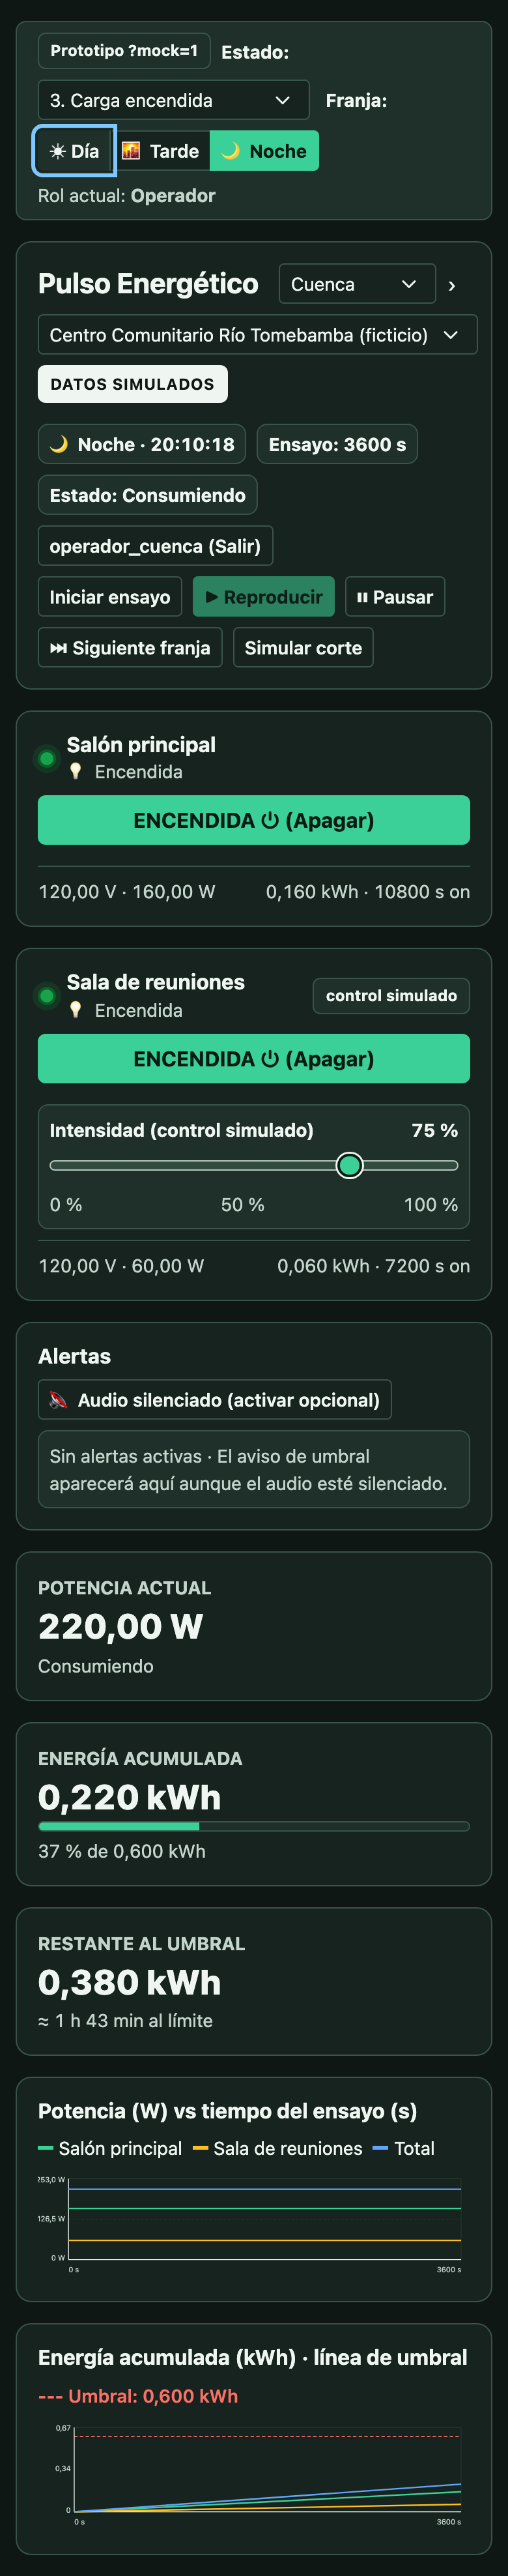 Prototipo ?mock=1 Estado:
3. Carga encendida Franja:
☀ Día 🌇 Tarde 🌙 Noche
Rol actual: Operador
Pulso Energético Cuenca ›
Centro Comunitario Río Tomebamba (ficticio)
DATOS SIMULADOS
🌙 Noche · 20:10:18 Ensayo: 3600 s
Estado: Consumiendo
operador_cuenca (Salir)
Iniciar ensayo ▶ Reproducir ⏸ Pausar
⏭ Siguiente franja Simular corte
Salón principal
💡 Encendida
ENCENDIDA ⏻ (Apagar)
120,00 V · 160,00 W 0,160 kWh · 10800 s on
Sala de reuniones
💡 Encendida control simulado
ENCENDIDA ⏻ (Apagar)
Intensidad (control simulado) 75 %
0 % 50 % 100 %
120,00 V · 60,00 W 0,060 kWh · 7200 s on
Alertas
Audio silenciado (activar opcional)
Sin alertas activas · El aviso de umbral
aparecerá aquí aunque el audio esté silenciado.
POTENCIA ACTUAL
220,00 W
Consumiendo
ENERGÍA ACUMULADA
0,220 kWh
37 % de 0,600 kWh
RESTANTE AL UMBRAL
0,380 kWh
≈ 1 h 43 min al límite
Potencia (W) vs tiempo del ensayo (s)
Salón principal Sala de reuniones Total
253,0 W
126,5 W
0 W
0 s 3600 s
Energía acumulada (kWh) · línea de umbral
--- Umbral: 0,600 kWh
0,67
0,34
0
0 s 3600 s